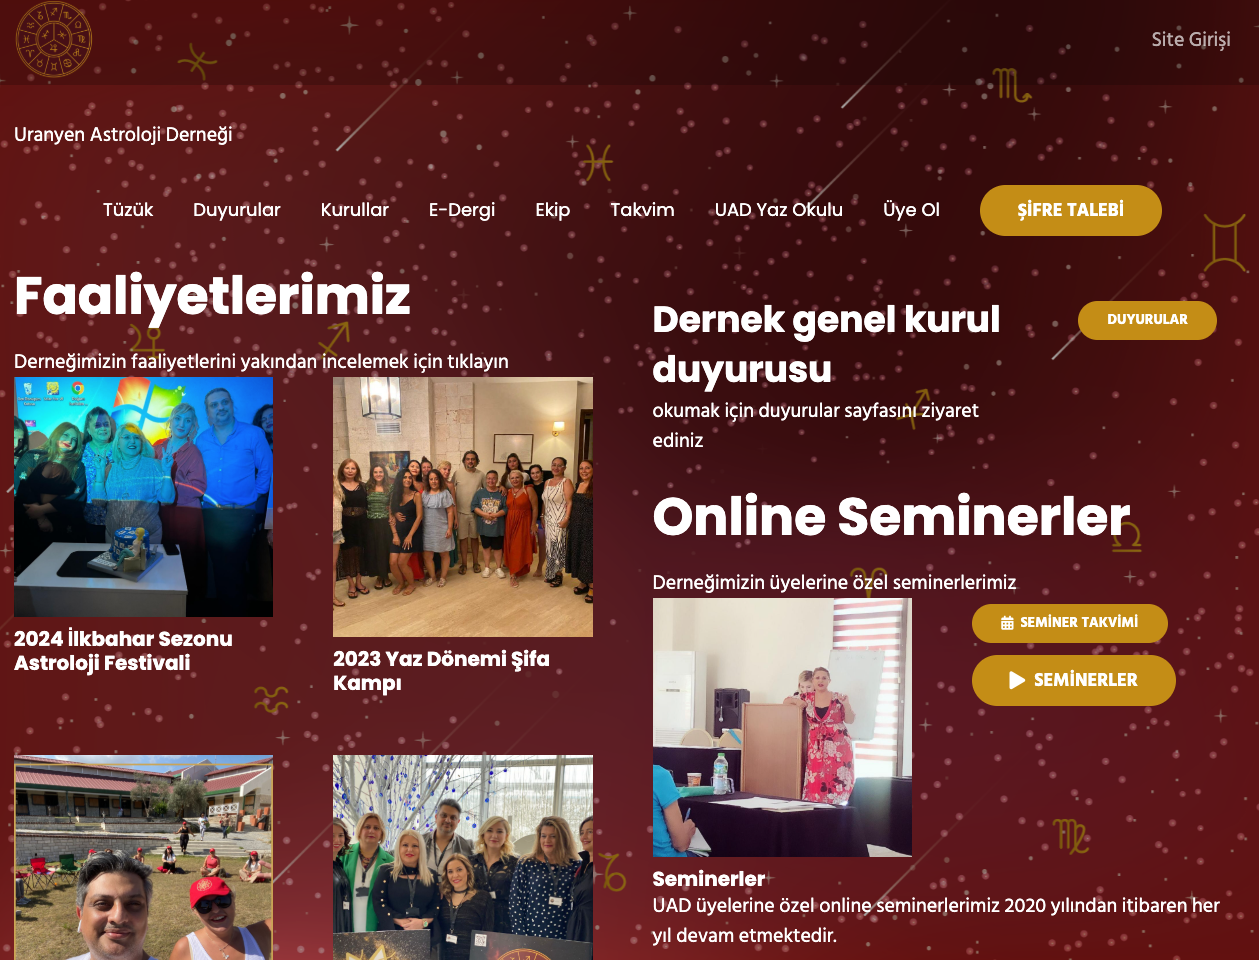 Site Girişi
Uranyen Astroloji Derneği
Tüzük Duyurular Kurullar E-Dergi Ekip Takvim UAD Yaz Okulu Üye Ol ŞİFRE TALEBİ
Faaliyetlerimiz
Derneğimizin faaliyetlerini yakından incelemek için tıklayın
2024 İlkbahar Sezonu
Astroloji Festivali
2023 Yaz Dönemi Şifa
Kampı
Dernek genel kurul
duyurusu
DUYURULAR
okumak için duyurular sayfasını ziyaret
ediniz
Online Seminerler
Derneğimizin üyelerine özel seminerlerimiz
SEMİNER TAKVİMİ
SEMİNERLER
Seminerler
UAD üyelerine özel online seminerlerimiz 2020 yılından itibaren her
yıl devam etmektedir.